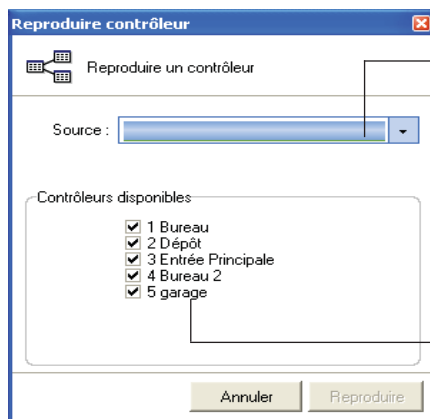 Reproduire contrôleur
Reproduire un contrôleur
Source :
Contrôleurs disponibles
1 Bureau
2 Dépôt
3 Entrée Principale
4 Bureau 2
5 garage
Annuler
Reproduire